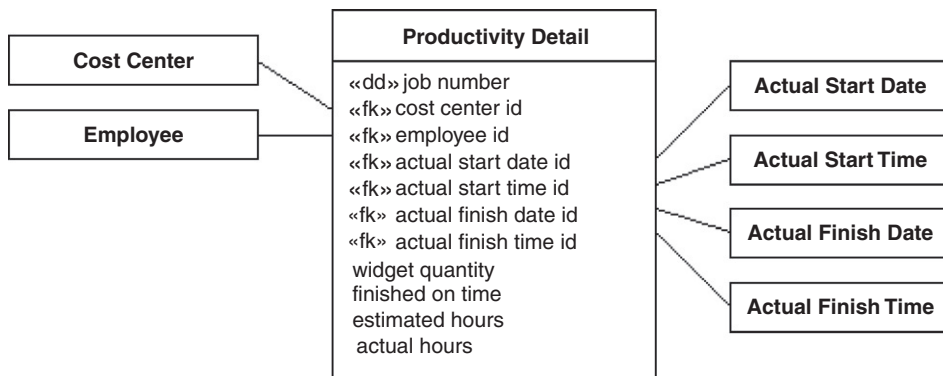 Cost Center
Employee
Productivity Detail
«dd» job number
«fk» cost center id
«fk» employee id
«fk» actual start date id
«fk» actual start time id
«fk» actual finish date id
«fk» actual finish time id
widget quantity
finished on time
estimated hours
actual hours
Actual Start Date
Actual Start Time
Actual Finish Date
Actual Finish Time